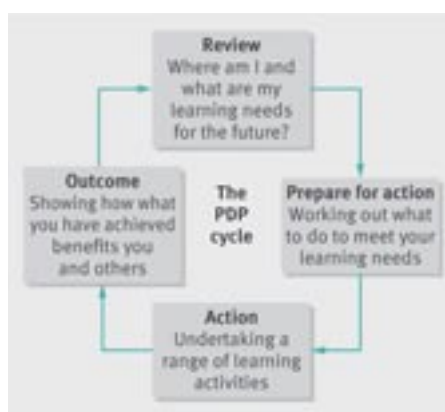 Review
Where am I and
what are my
learning needs
for the future?
Outcome
Showing how what
you have achieved
benefits you
and others
The
PDP
cycle
Prepare for action
Working out what
to do to meet your
learning needs
Action
Undertaking a
range of learning
activities